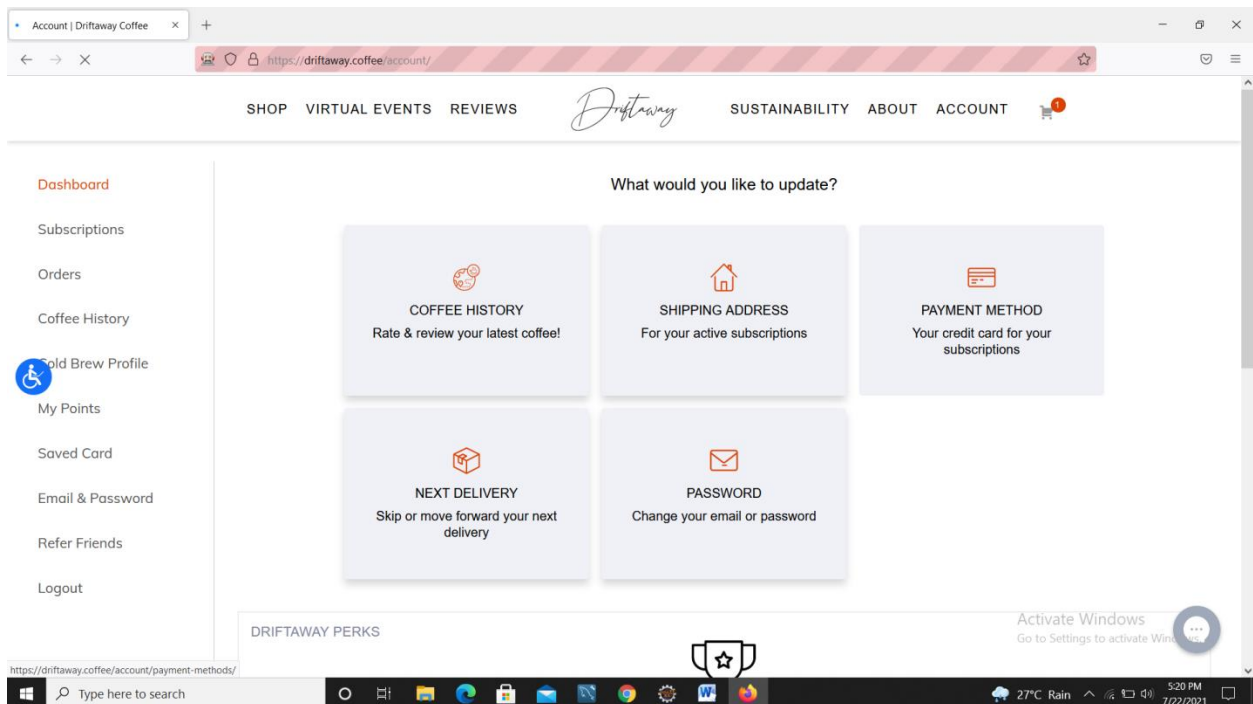 Account | Driftaway Coffee
https://driftaway.coffee/account/
SHOP VIRTUAL EVENTS REVIEWS Driftaway SUSTAINABILITY ABOUT ACCOUNT 1
Dashboard
Subscriptions
Orders
Coffee History
Cold Brew Profile
My Points
Saved Card
Email & Password
Refer Friends
Logout
What would you like to update?
COFFEE HISTORY
Rate & review your latest coffee!
SHIPPING ADDRESS
For your active subscriptions
PAYMENT METHOD
Your credit card for your
subscriptions
NEXT DELIVERY
Skip or move forward your next
delivery
PASSWORD
Change your email or password
DRIFTAWAY PERKS
Activate Windows
Go to Settings to activate Windows.
https://driftaway.coffee/account/payment-methods/
Type here to search
27°C Rain
5:20 PM
7/22/2021